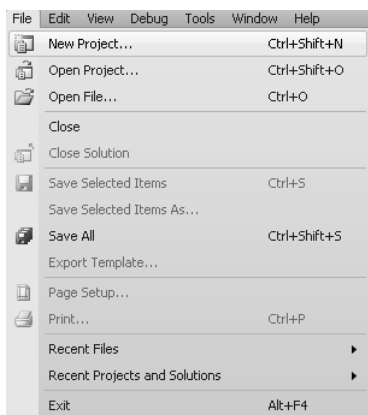 File Edit View Debug Tools Window Help
New Project... Ctrl+Shift+N
Open Project... Ctrl+Shift+O
Open File... Ctrl+O
Close
Close Solution
Save Selected Items Ctrl+S
Save Selected Items As...
Save All Ctrl+Shift+S
Export Template...
Page Setup...
Print... Ctrl+P
Recent Files
Recent Projects and Solutions
Exit Alt+F4